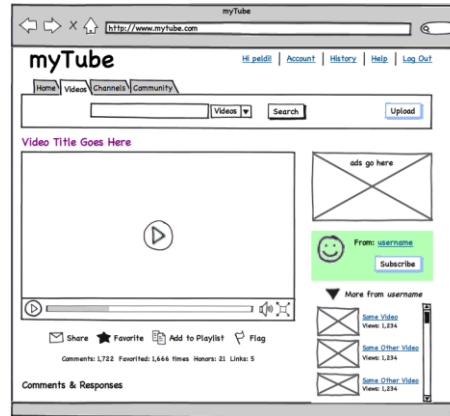 myTube
http://www.mytube.com
myTube
Hi peldi! | Account | History | Help | Log Out
Home Videos Channels Community
Videos Search Upload
Video Title Goes Here
ads go here
From: username
Subscribe
More from username
Some Video
Views: 1,234
Some Other Video
Views: 1,234
Some Other Video
Views: 1,234
Share Favorite Add to Playlist Flag
Comments: 1,722 Favorited: 1,666 times Honors: 21 Links: 5
Comments & Responses